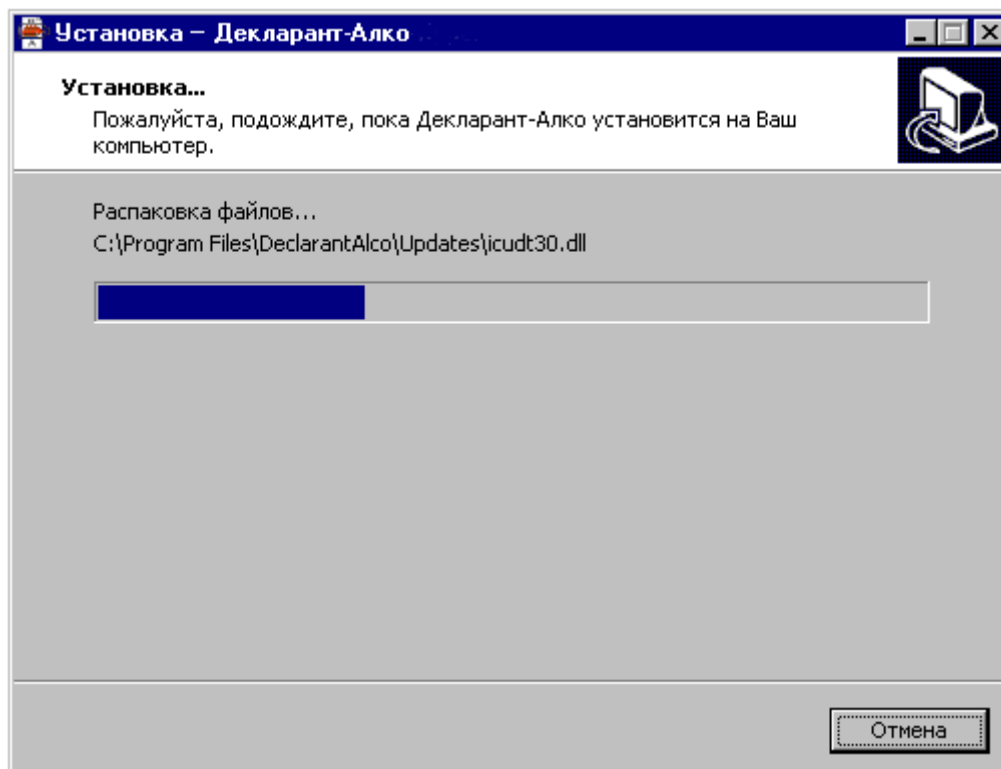 Установка – Декларант-Алко
Установка...
Пожалуйста, подождите, пока Декларант-Алко установится на Ваш
компьютер.
Распаковка файлов...
C:\Program Files\DeclarantAlco\Updates\icudt30.dll
Отмена